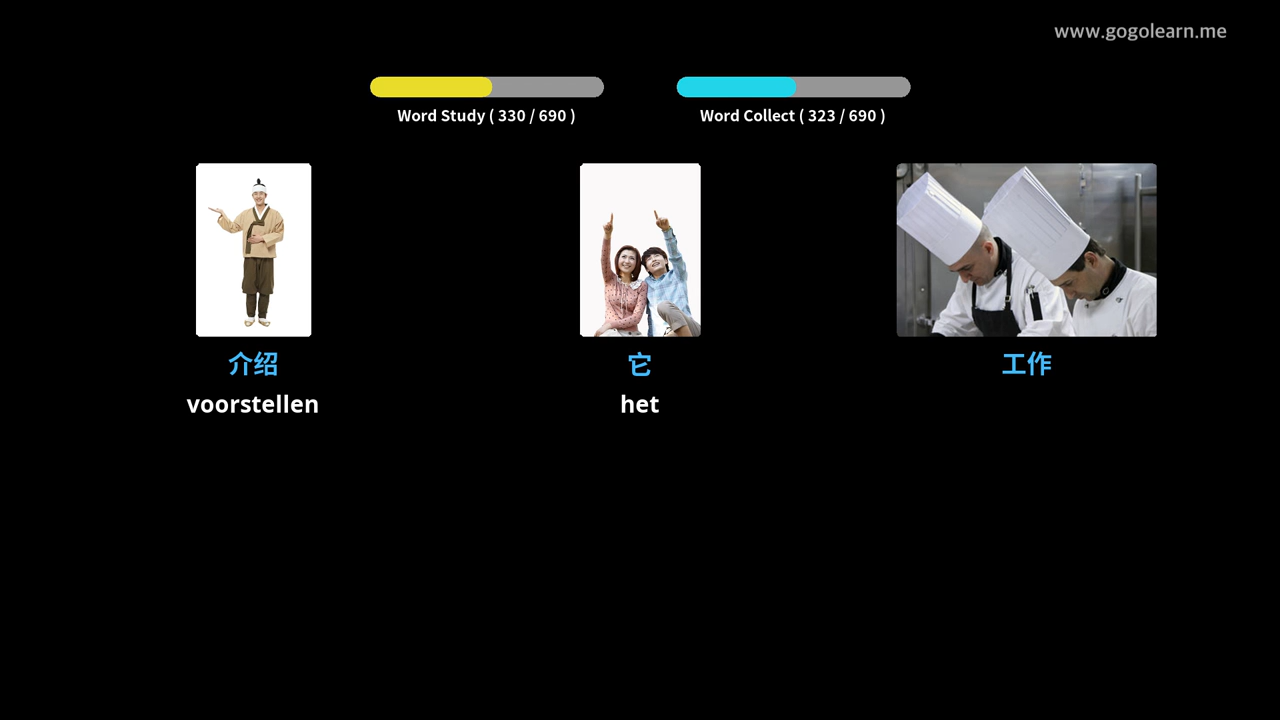 www.gogolearn.me
Word Study ( 330 / 690 )
Word Collect ( 323 / 690 )
介绍
它
工作
voorstellen
het